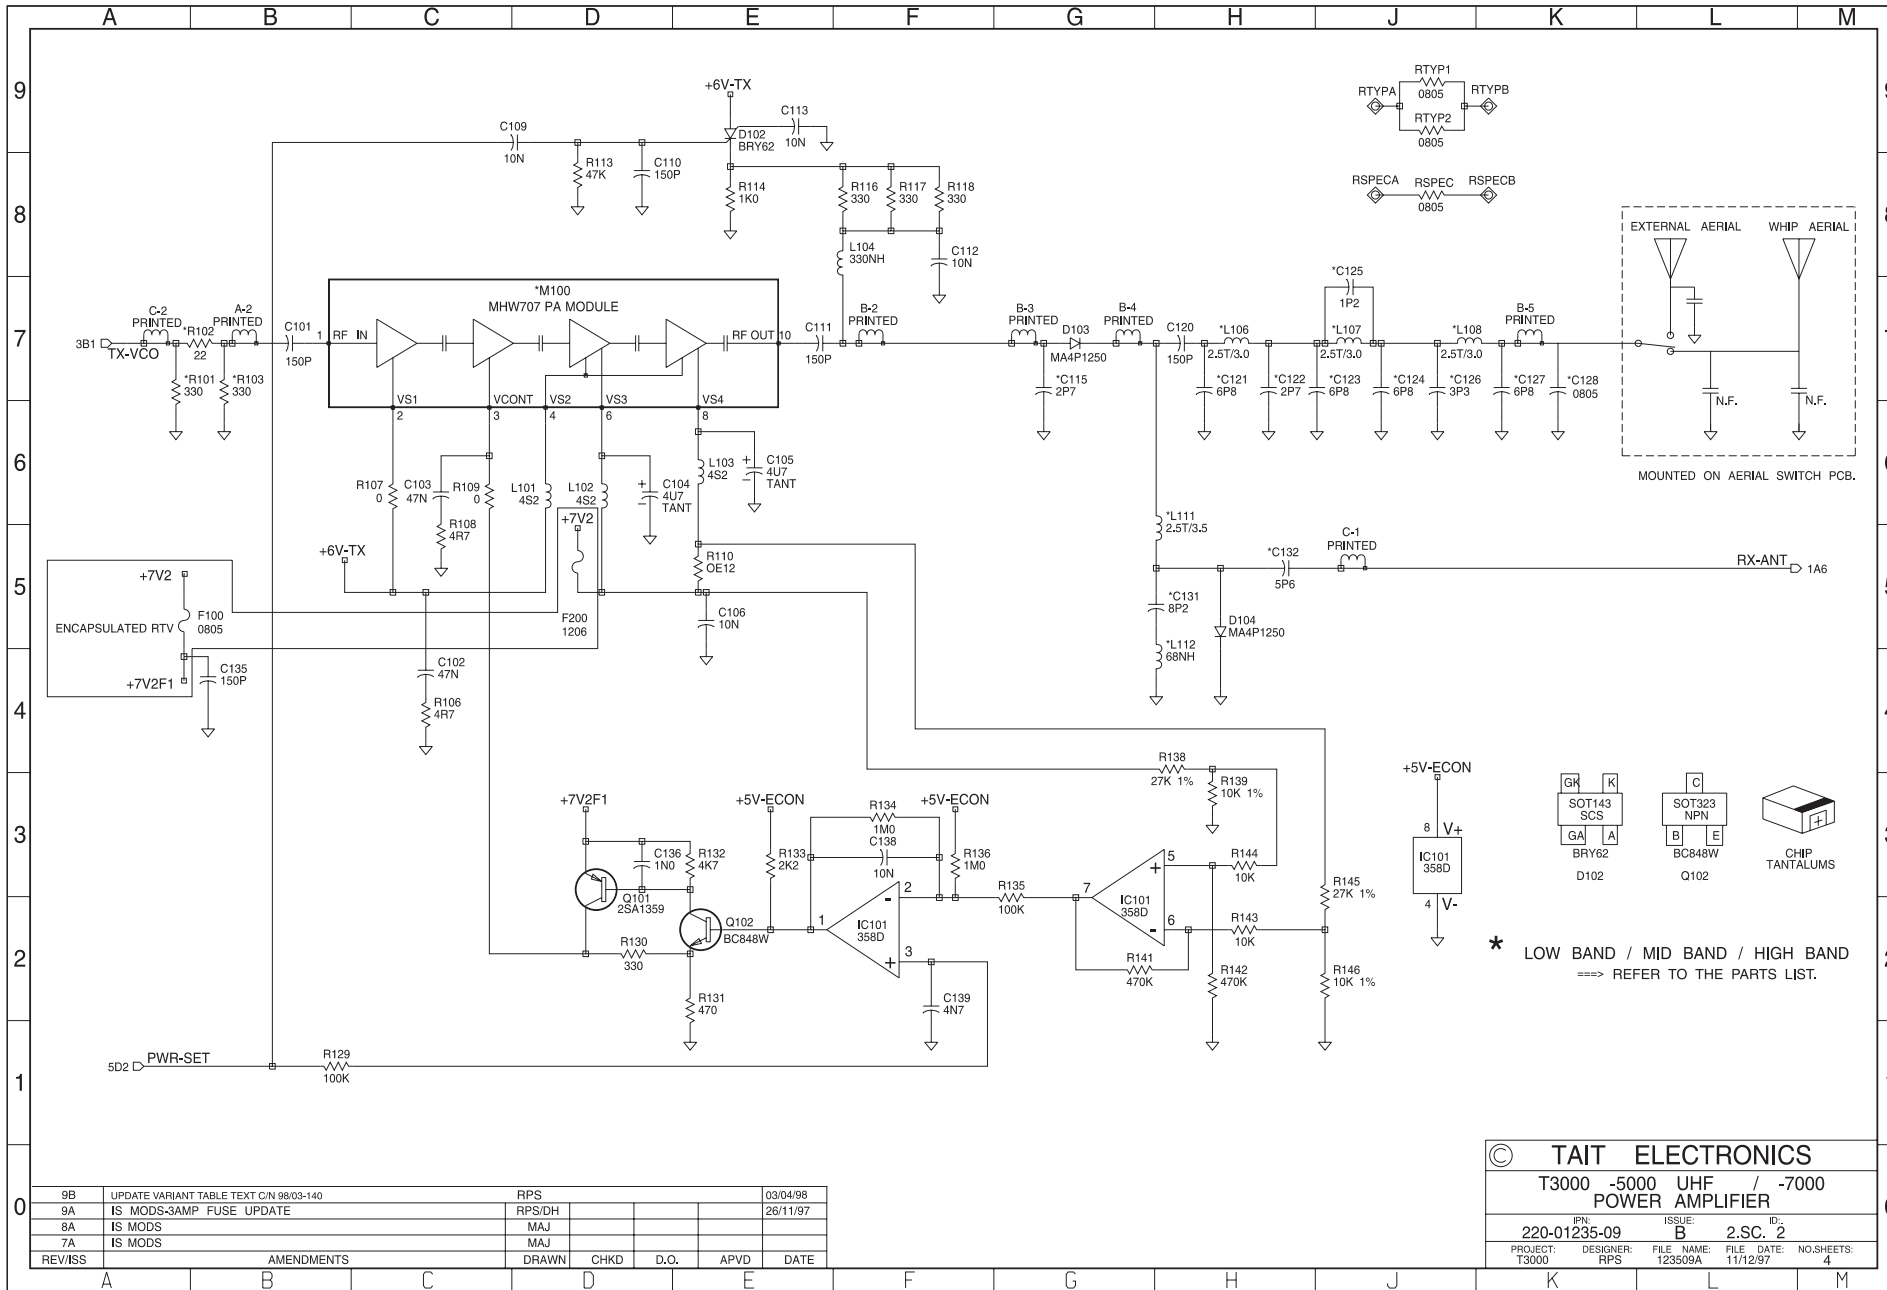 A B C D E F G H J K L M
9
8
7
6
5
4
3
2
1
0
+6V-TX
C113
10N
D102
BRY62
C109
10N
R113
47K
C110
150P
R114
1K0
R116
330
R117
330
R118
330
L104
330NH
C112
10N
RTYP1
0805
RTYPA
RTYPB
RTYP2
0805
RSPECA
RSPEC
RSPECB
0805
EXTERNAL AERIAL
WHIP AERIAL
N.F.
N.F.
MOUNTED ON AERIAL SWITCH PCB.
*M100
MHW707 PA MODULE
3B1
TX-VCO
C-2
PRINTED
*R102
22
A-2
PRINTED
C101
150P
*R101
330
*R103
330
1
RF IN
RF OUT
10
VS1
2
VCONT
3
VS2
4
VS3
6
VS4
8
C111
150P
B-2
PRINTED
B-3
PRINTED
D103
MA4P1250
B-4
PRINTED
*C115
2P7
C120
150P
*L106
2.5T/3.0
*C125
1P2
*L107
2.5T/3.0
*L108
2.5T/3.0
B-5
PRINTED
*C121
6P8
*C122
2P7
*C123
6P8
*C124
6P8
*C126
3P3
*C127
6P8
*C128
0805
R107
0
C103
47N
R109
0
R108
4R7
L101
4S2
L102
4S2
C104
4U7
TANT
L103
4S2
C105
4U7
TANT
+7V2
+6V-TX
R110
OE12
F200
1206
C106
10N
+7V2
F100
0805
ENCAPSULATED RTV
+7V2F1
C135
150P
C102
47N
R106
4R7
*L111
2.5T/3.5
*C132
5P6
C-1
PRINTED
RX-ANT
1A6
*C131
8P2
D104
MA4P1250
*L112
68NH
R138
27K 1%
R139
10K 1%
+7V2F1
+5V-ECON
+5V-ECON
R134
1M0
C138
10N
C136
1N0
R132
4K7
R133
2K2
R136
1M0
Q101
2SA1359
Q102
BC848W
R130
330
R131
470
1
2
3
IC101
358D
C139
4N7
R135
100K
7
5
6
IC101
358D
R144
10K
R143
10K
R141
470K
R142
470K
R145
27K 1%
R146
10K 1%
+5V-ECON
8 V+
IC101
358D
4 V-
GK K
SOT143
SCS
GA A
BRY62
D102
C
SOT323
NPN
B E
BC848W
Q102
CHIP
TANTALUMS
* LOW BAND / MID BAND / HIGH BAND
===> REFER TO THE PARTS LIST.
5D2
PWR-SET
R129
100K
9B UPDATE VARIANT TABLE TEXT C/N 98/03-140 RPS 03/04/98
9A IS MODS-3AMP FUSE UPDATE RPS/DH 26/11/97
8A IS MODS MAJ
7A IS MODS MAJ
REV/ISS AMENDMENTS DRAWN CHKD D.O. APVD DATE
© TAIT ELECTRONICS
T3000 -5000 UHF / -7000
POWER AMPLIFIER
IPN: ISSUE: ID:.
220-01235-09 B 2.SC. 2
PROJECT: DESIGNER: FILE NAME: FILE DATE: NO.SHEETS:
T3000 RPS 123509A 11/12/97 4
A B C D E F G H J K L M